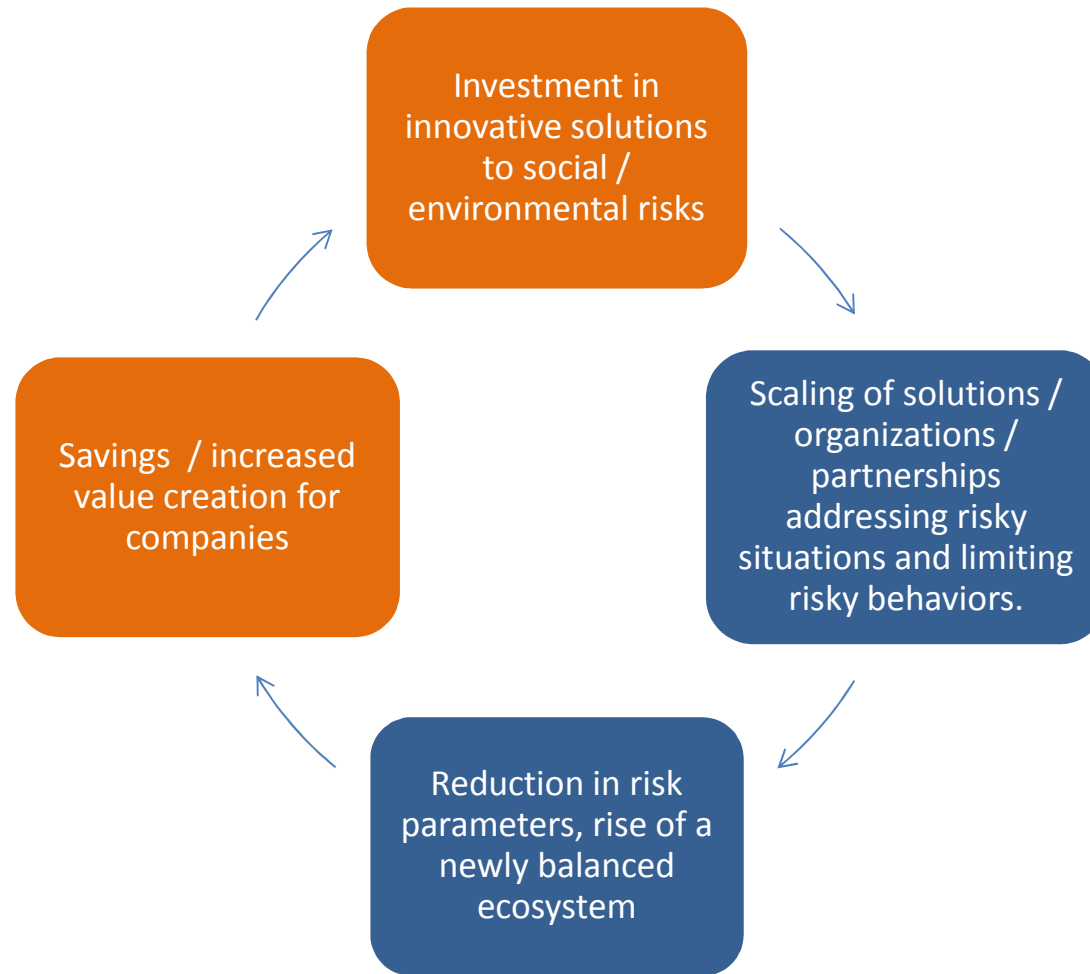 Investment in
innovative solutions
to social /
environmental risks
Scaling of solutions /
organizations /
partnerships
addressing risky
situations and limiting
risky behaviors.
Reduction in risk
parameters, rise of a
newly balanced
ecosystem
Savings / increased
value creation for
companies